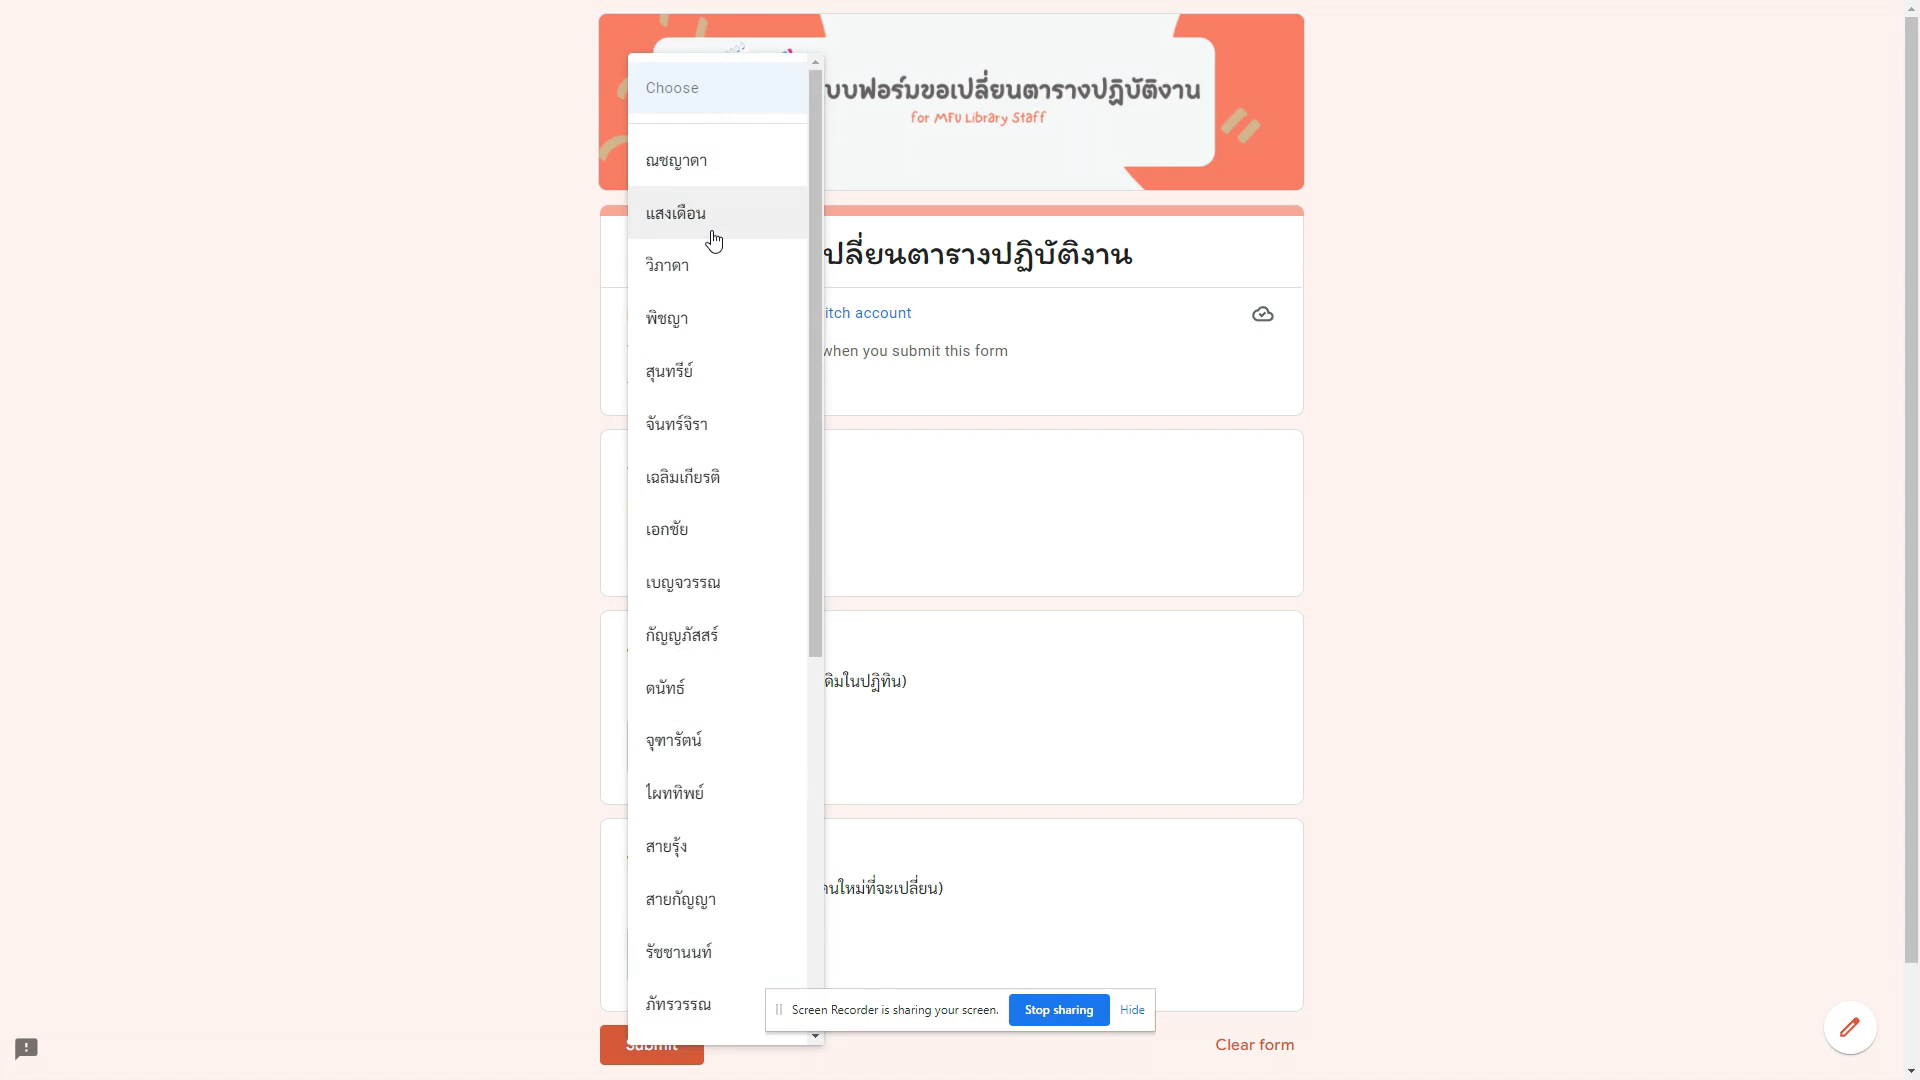 บบฟอร์มขอเปลี่ยนตารางปฏิบัติงาน
for MFU Library Staff
ปลี่ยนตารางปฏิบัติงาน
itch account
when you submit this form
Choose
ณชญาดา
แสงเดือน
วิภาดา
พิชญา
สุนทรีย์
จันทร์จิรา
เฉลิมเกียรติ
เอกชัย
เบญจวรรณ
กัญญภัสสร์
ดนัทธ์
จุฑารัตน์
ไผททิพย์
สายรุ้ง
สายกัญญา
รัชชานนท์
ภัทรวรรณ
ดิมในปฎิทิน)
นใหม่ที่จะเปลี่ยน)
Screen Recorder is sharing your screen.
Stop sharing
Hide
Submit
Clear form